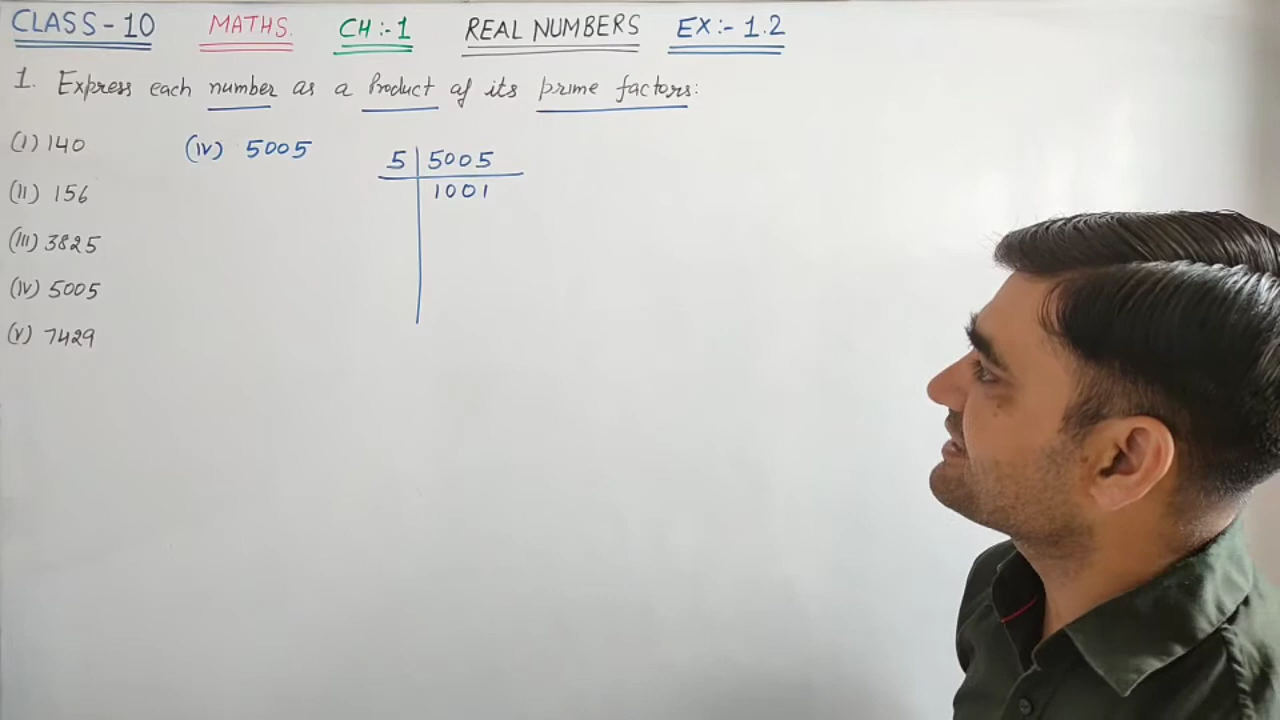 CLASS - 10 MATHS. CH :- 1 REAL NUMBERS EX :- 1.2
1. Express each number as a Product of its prime factors:
(I) 140
(II) 156
(III) 3825
(IV) 5005
(V) 7429
(IV) 5005
5 5005
1001